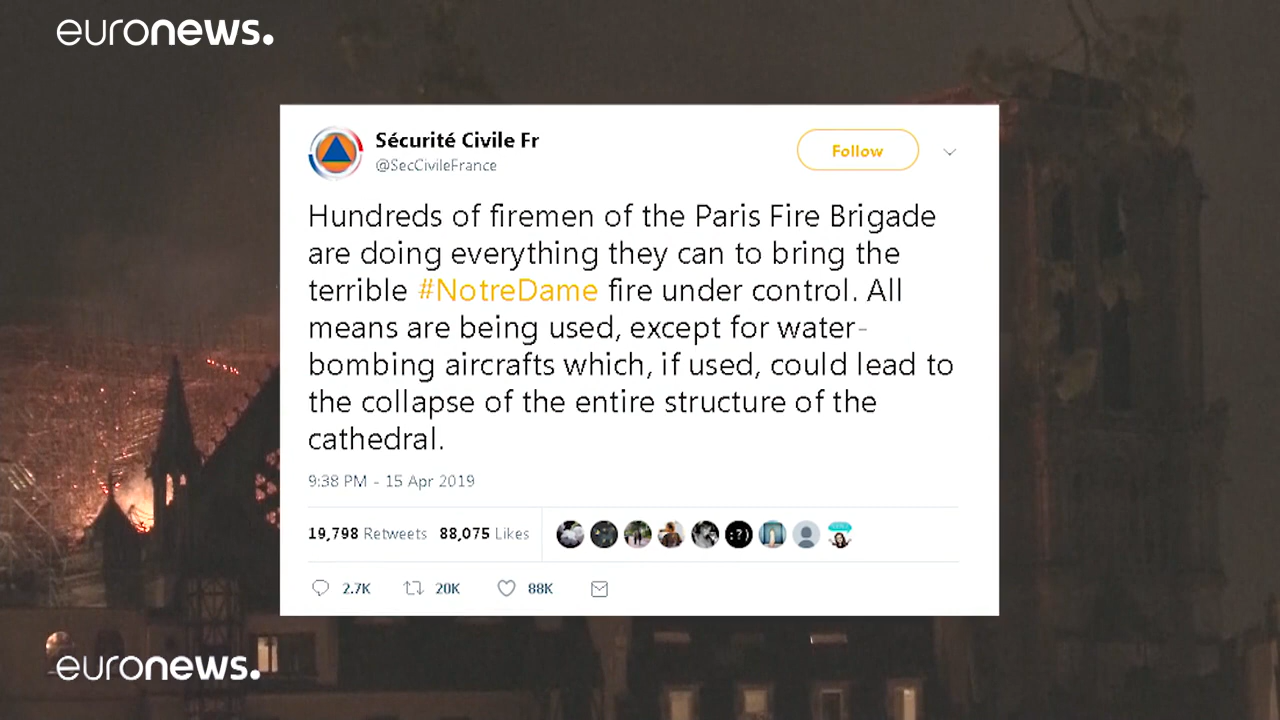 euronews.
Sécurité Civile Fr
@SecCivileFrance
Follow
Hundreds of firemen of the Paris Fire Brigade
are doing everything they can to bring the
terrible #NotreDame fire under control. All
means are being used, except for water-
bombing aircrafts which, if used, could lead to
the collapse of the entire structure of the
cathedral.
9:38 PM - 15 Apr 2019
19,798 Retweets 88,075 Likes
:?)
2.7K 20K 88K
euronews.